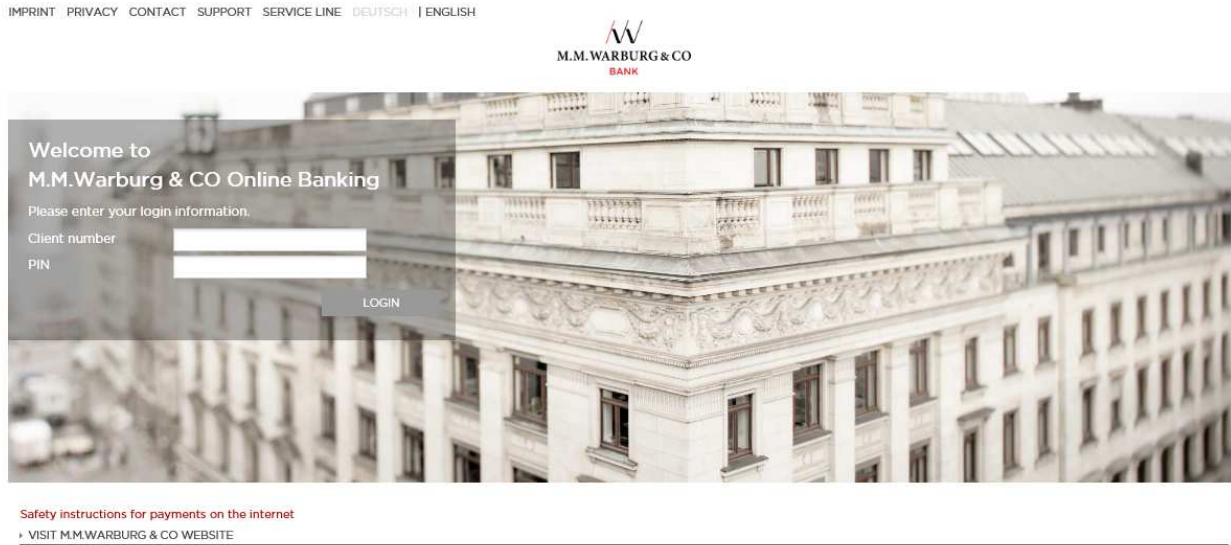 IMPRINT PRIVACY CONTACT SUPPORT SERVICE LINE DEUTSCH | ENGLISH
M.M.WARBURG & CO
BANK
Welcome to
M.M.Warburg & CO Online Banking
Please enter your login information.
Client number
PIN
LOGIN
Safety instructions for payments on the internet
VISIT M.M.WARBURG & CO WEBSITE